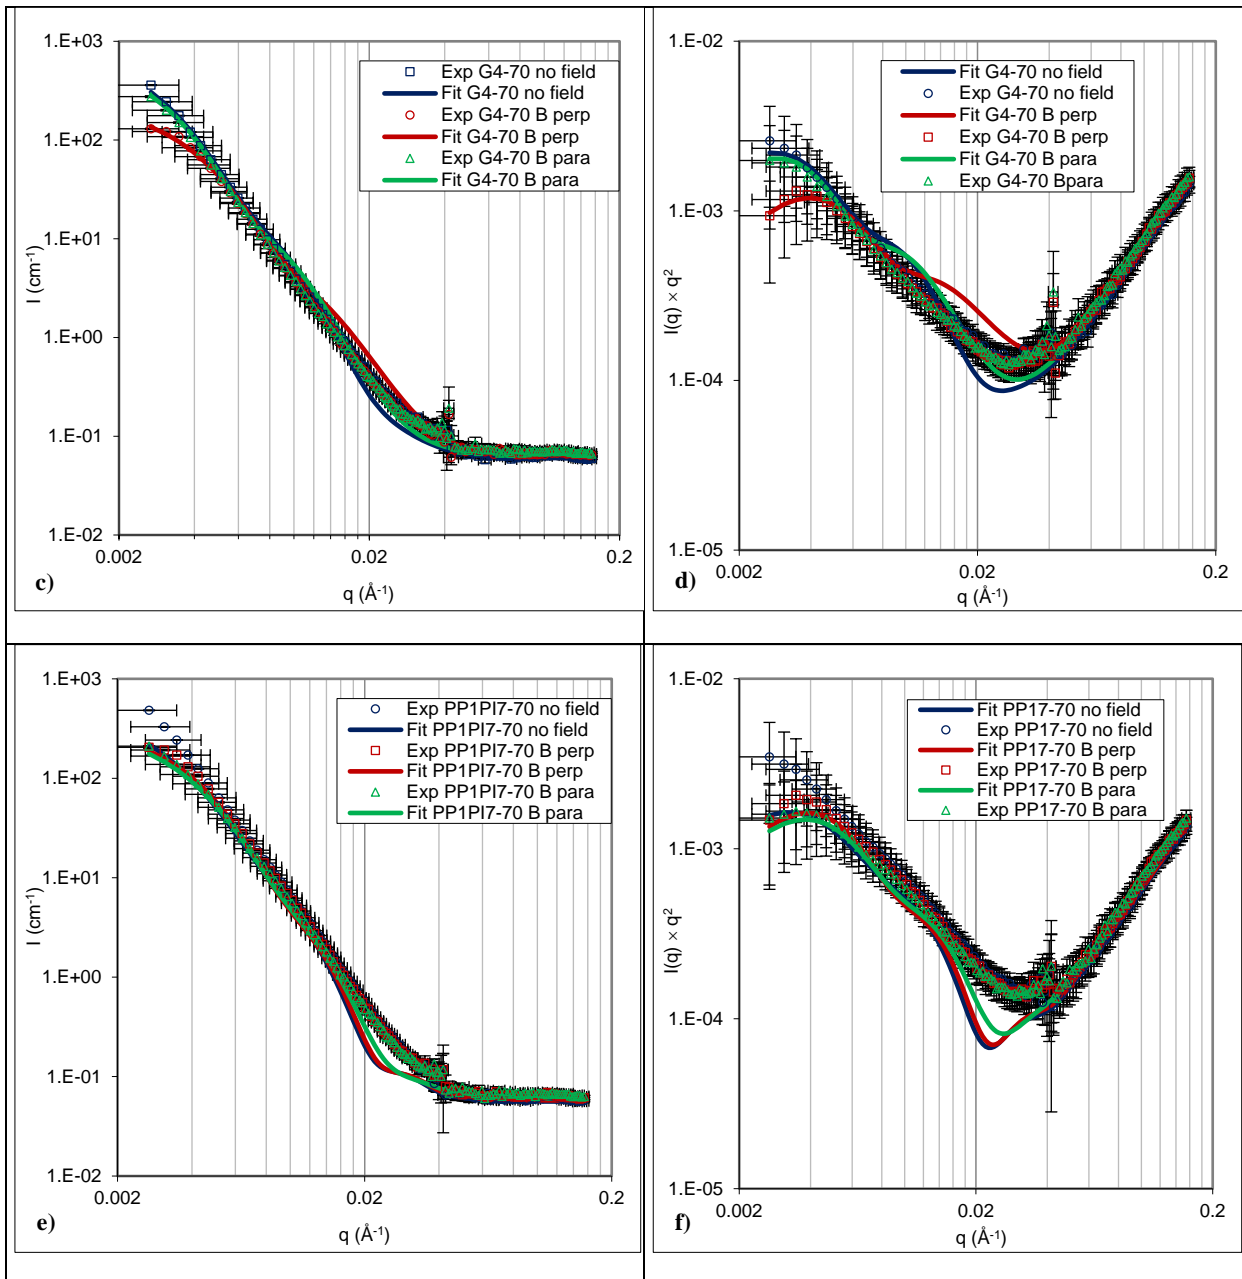 1.E+03
1.E+02
1.E+01
1.E+00
1.E-01
1.E-02
I (cm-1)
Exp G4-70 no field
Fit G4-70 no field
Exp G4-70 B perp
Fit G4-70 B perp
Exp G4-70 B para
Fit G4-70 B para
0.002
0.02
0.2
q (Å-1)
c)
1.E-02
1.E-03
1.E-04
1.E-05
I(q) × q2
Fit G4-70 no field
Exp G4-70 no field
Fit G4-70 B perp
Exp G4-70 B perp
Fit G4-70 B para
Exp G4-70 Bpara
0.002
0.02
0.2
q (Å-1)
d)
1.E+03
1.E+02
1.E+01
1.E+00
1.E-01
1.E-02
I (cm-1)
Exp PP1PI7-70 no field
Fit PP1PI7-70 no field
Exp PP1PI7-70 B perp
Fit PP1PI7-70 B perp
Exp PP1PI7-70 B para
Fit PP1PI7-70 B para
0.002
0.02
0.2
q (Å-1)
e)
1.E-02
1.E-03
1.E-04
1.E-05
I(q) × q2
Fit PP17-70 no field
Exp PP17-70 no field
Fit PP17-70 B perp
Exp PP17-70 B perp
Fit PP17-70 B para
Exp PP17-70 B para
0.002
0.02
0.2
q (Å-1)
f)